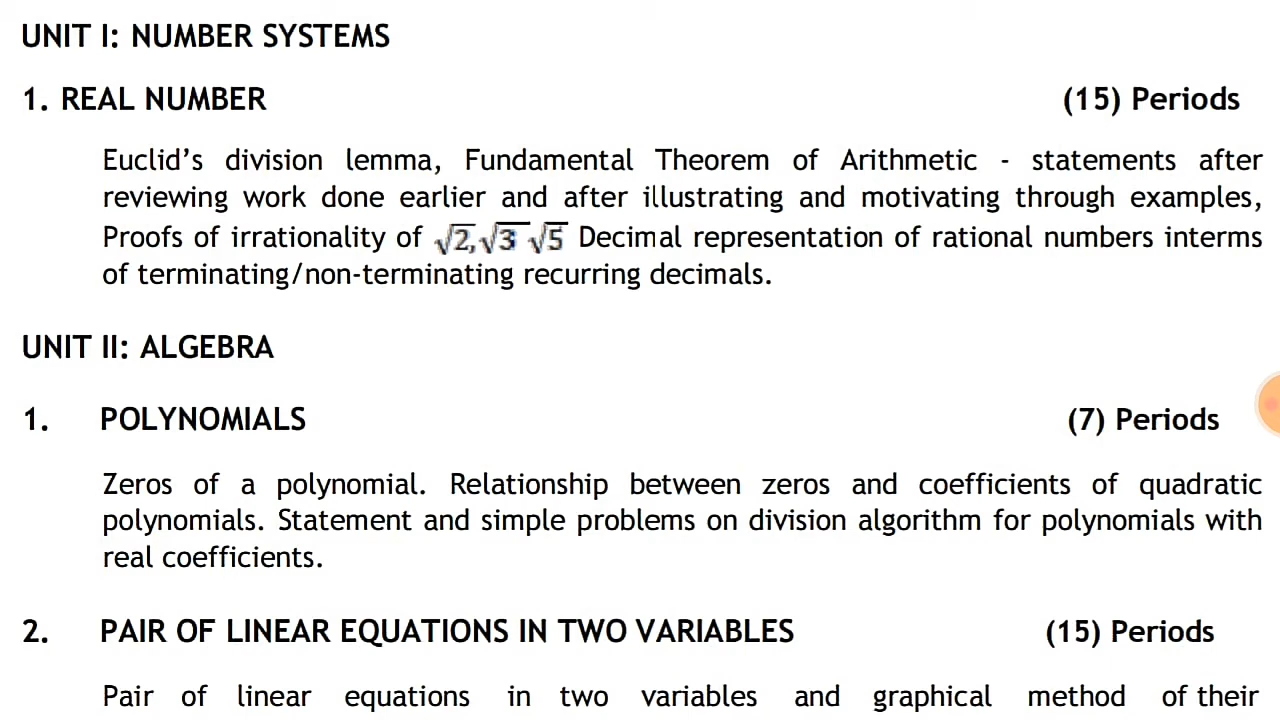 UNIT I: NUMBER SYSTEMS
1. REAL NUMBER (15) Periods
Euclid’s division lemma, Fundamental Theorem of Arithmetic - statements after
reviewing work done earlier and after illustrating and motivating through examples,
Proofs of irrationality of √2, √3 √5 Decimal representation of rational numbers interms
of terminating/non-terminating recurring decimals.
UNIT II: ALGEBRA
1. POLYNOMIALS (7) Periods
Zeros of a polynomial. Relationship between zeros and coefficients of quadratic
polynomials. Statement and simple problems on division algorithm for polynomials with
real coefficients.
2. PAIR OF LINEAR EQUATIONS IN TWO VARIABLES (15) Periods
Pair of linear equations in two variables and graphical method of their